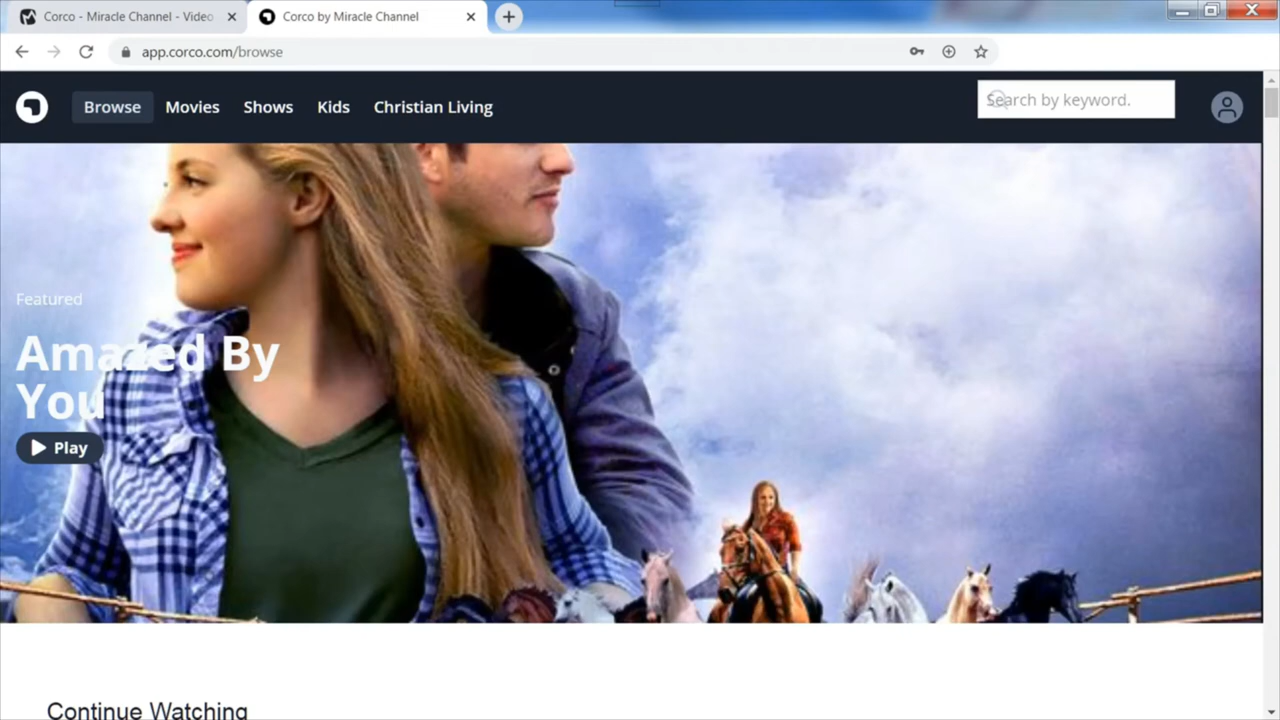 Corco - Miracle Channel - Video
Corco by Miracle Channel
app.corco.com/browse
Browse Movies Shows Kids Christian Living
Search by keyword.
Featured
Amazed By
You
Play
Continue Watching